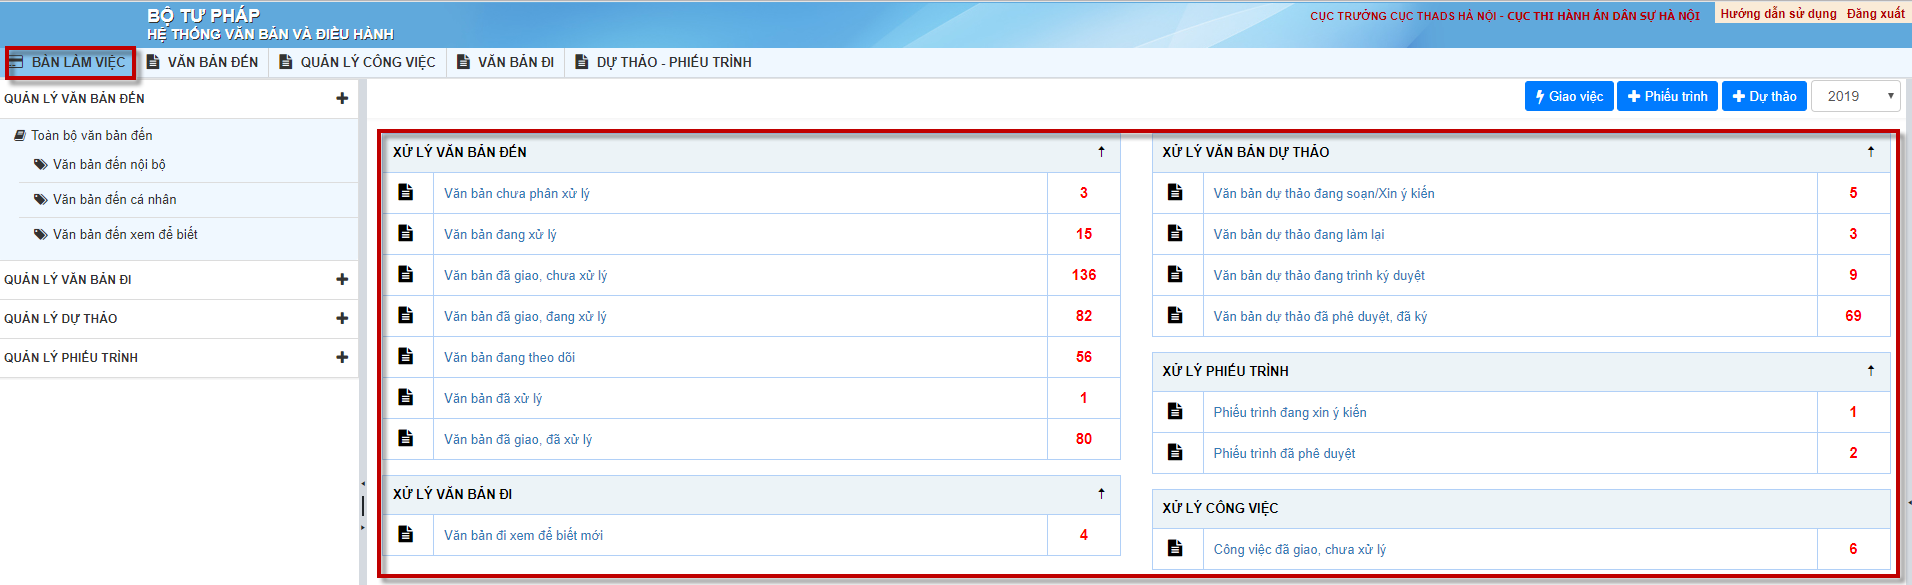 BỘ TƯ PHÁP
HỆ THỐNG VĂN BẢN VÀ ĐIỀU HÀNH
CỤC TRƯỞNG CỤC THADS HÀ NỘI - CỤC THI HÀNH ÁN DÂN SỰ HÀ NỘI
Hướng dẫn sử dụng Đăng xuất
BÀN LÀM VIỆC VĂN BẢN ĐẾN QUẢN LÝ CÔNG VIỆC VĂN BẢN ĐI DỰ THẢO - PHIẾU TRÌNH
QUẢN LÝ VĂN BẢN ĐẾN
Toàn bộ văn bản đến
Văn bản đến nội bộ
Văn bản đến cá nhân
Văn bản đến xem để biết
QUẢN LÝ VĂN BẢN ĐI
QUẢN LÝ DỰ THẢO
QUẢN LÝ PHIẾU TRÌNH
Giao việc Phiếu trình Dự thảo 2019
XỬ LÝ VĂN BẢN ĐẾN
Văn bản chưa phân xử lý 3
Văn bản đang xử lý 15
Văn bản đã giao, chưa xử lý 136
Văn bản đã giao, đang xử lý 82
Văn bản đang theo dõi 56
Văn bản đã xử lý 1
Văn bản đã giao, đã xử lý 80
XỬ LÝ VĂN BẢN ĐI
Văn bản đi xem để biết mới 4
XỬ LÝ VĂN BẢN DỰ THẢO
Văn bản dự thảo đang soạn/Xin ý kiến 5
Văn bản dự thảo đang làm lại 3
Văn bản dự thảo đang trình ký duyệt 9
Văn bản dự thảo đã phê duyệt, đã ký 69
XỬ LÝ PHIẾU TRÌNH
Phiếu trình đang xin ý kiến 1
Phiếu trình đã phê duyệt 2
XỬ LÝ CÔNG VIỆC
Công việc đã giao, chưa xử lý 6